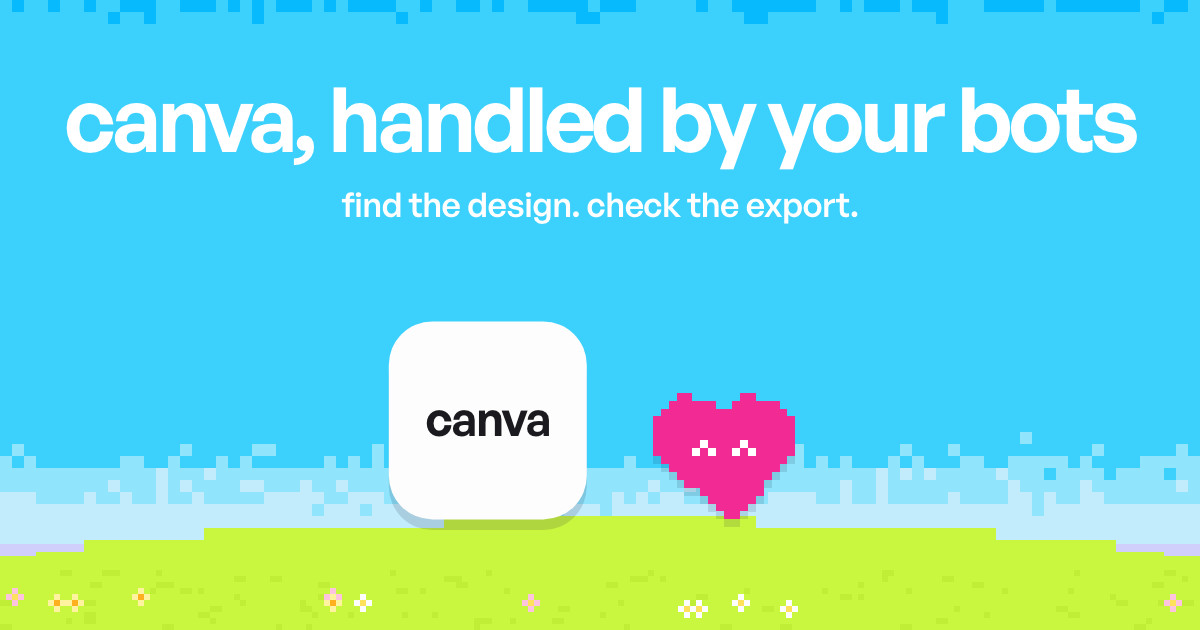 canva, handled by your bots
find the design. check the export.
canva